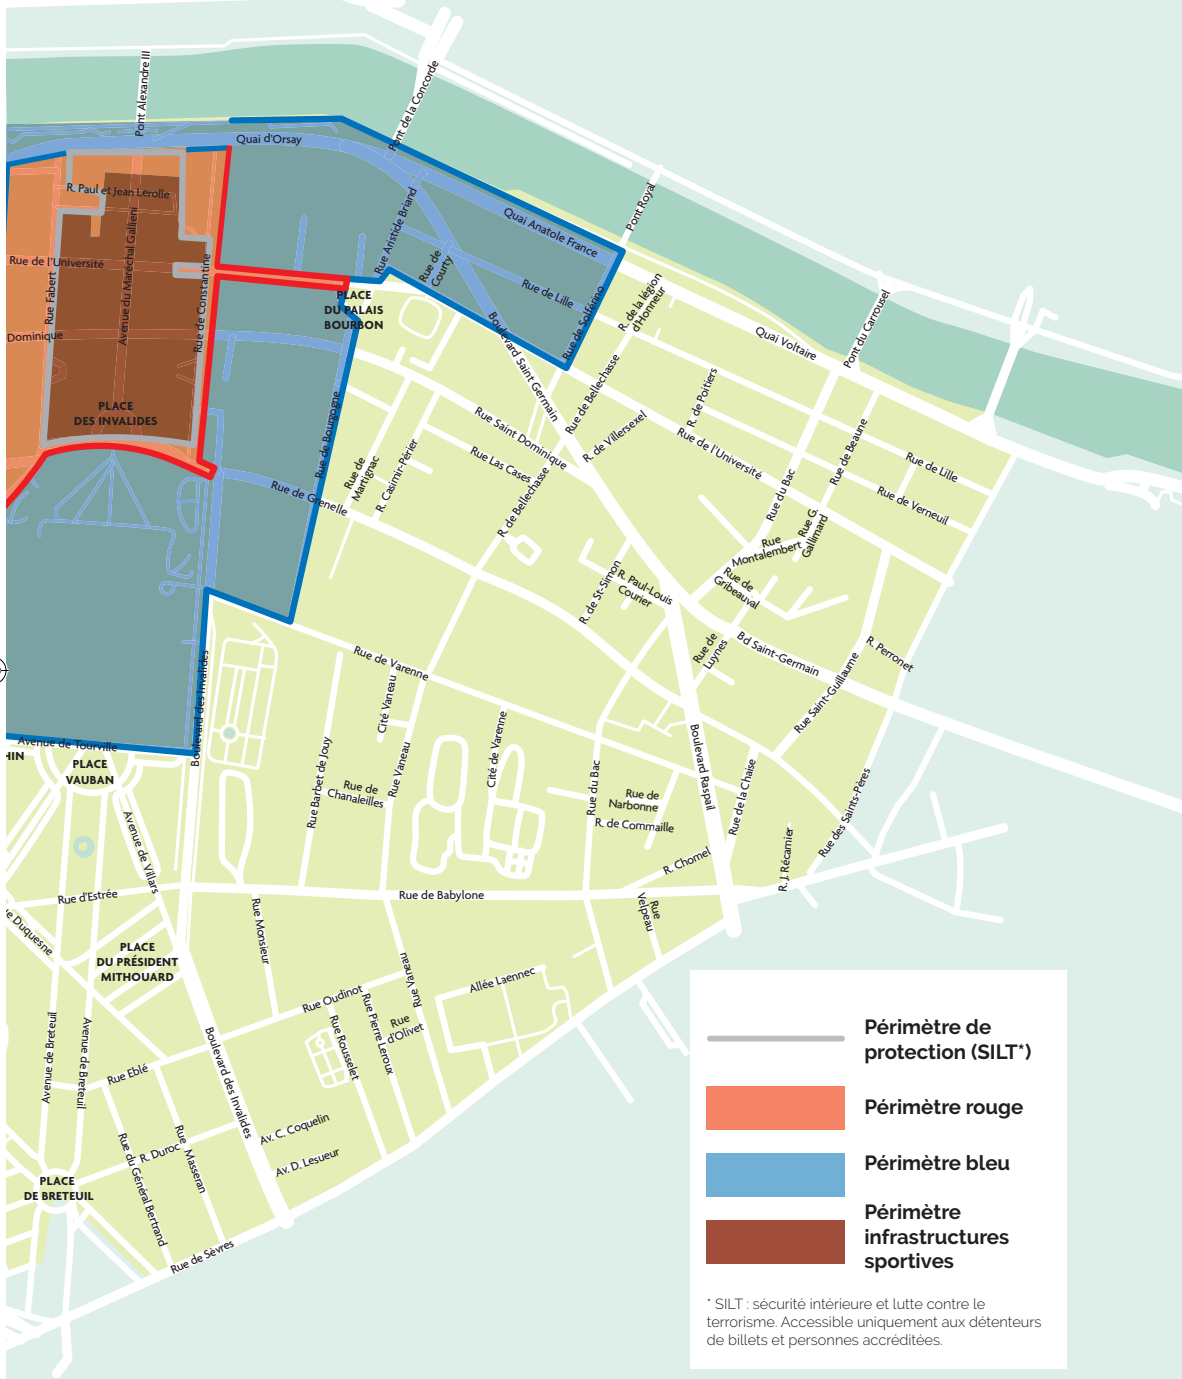 Pont Alexandre III
Pont de la Concorde
Quai d'Orsay
R. Paul et Jean Lerolle
Rue Aristide Briand
Quai Anatole France
Pont Royal
Rue de l'Université
Rue Fabert
Avenue du Maréchal Gallieni
Rue de Constantine
Rue de
Courty
Rue de Lille
Rue de Solférino
R. de la légion
d'Honneur
PLACE
DU PALAIS
BOURBON
Dominique
Boulevard Saint Germain
Quai Voltaire
Pont du Carrousel
PLACE
DES INVALIDES
Rue de Bourgogne
Rue Saint Dominique
Rue de Bellechasse
R. de Poitiers
R. de Villersexel
Rue de l'Université
Rue de Beaune
Rue de Lille
Rue de Verneuil
Rue de
Martignac
R. Casimir-Périer
Rue Las Cases
R. de Bellechasse
Rue du Bac
Rue de Grenelle
Rue G.
Gallimard
Rue
Montalembert
Rue de
Gribeauval
R. de St-Simon
R. Paul-Louis
Courier
Rue de
Luynes
Bd Saint-Germain
R. Perronet
Rue Saint-Guillaume
Rue de Varenne
Boulevard des Invalides
Avenue de Tourville
HIN
PLACE
VAUBAN
Cité Vaneau
Cité de Varenne
Rue Barbet de Jouy
Rue de
Chanaleilles
Rue Vaneau
Rue du Bac
Rue de
Narbonne
R. de Commaille
Boulevard Raspail
Rue de la Chaise
Rue des Saints-Pères
R. J. Récamier
R. Chomel
Avenue de Villars
Rue d'Estrée
Rue de Babylone
Rue
Velpeau
ue Duquesne
PLACE
DU PRÉSIDENT
MITHOUARD
Rue Monsieur
Rue Oudinot
Rue Vaneau
Allée Laennec
Rue Pierre Leroux
Rue
d'Olivet
Rue Rousselet
Avenue de Breteuil
Avenue de Breteuil
Boulevard des Invalides
Rue Eblé
Av. C. Coquelin
Av. D. Lesueur
R. Duroc
Rue Masseran
Rue du Général Bertrand
PLACE
DE BRETEUIL
Rue de Sèvres
Périmètre de
protection (SILT*)
Périmètre rouge
Périmètre bleu
Périmètre
infrastructures
sportives
* SILT : sécurité intérieure et lutte contre le
terrorisme. Accessible uniquement aux détenteurs
de billets et personnes accréditées.